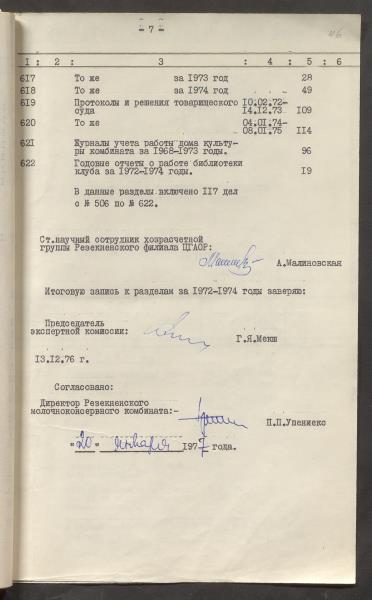 - 7 -
46
1 : 2 : 3 : 4 : 5 : 6
617 То же за 1973 год 28
618 То же за 1974 год 49
619 Протоколы и решения товарищеского 10.02.72-
суда 14.12.73 109
620 То же 04.01.74-
08.01.75 114
621 Журналы учета работы дома культу-
ры комбината за 1968-1973 годы. 96
622 Годовые отчеты о работе библиотеки
клуба за 1972-1974 годы. 19
В данные разделы включено 117 дел
с № 506 по № 622.
Ст.научный сотрудник хозрасчетной
группы Резекненского филиала ЦГАОР:
А.Малиновская
Итоговую запись к разделам за 1972-1974 годы заверяю:
Председатель
экспертной комиссии:
Г.Я.Мекш
13.12.76 г.
Согласовано:
Директор Резекненского
молочноконсервного комбината:-
П.П.Упениекс
"20" января 1977 года.